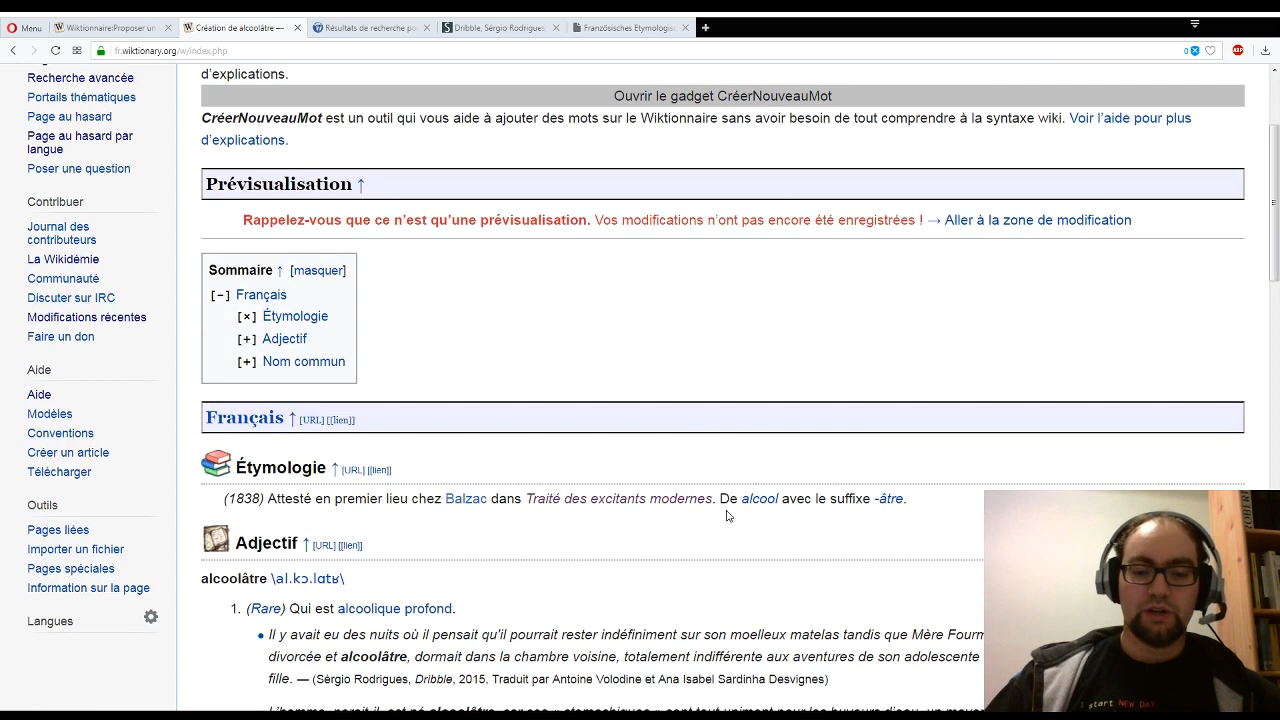 Menu
Wiktionnaire:Proposer un
Création de alcoolâtre —
Résultats de recherche po
Dribble, Sérgio Rodrigues
Französisches Etymologis
fr.wiktionary.org/w/index.php
0
ABP
Recherche avancée
Portails thématiques
Page au hasard
Page au hasard par
langue
Poser une question
Contribuer
Journal des
contributeurs
La Wikidémie
Communauté
Discuter sur IRC
Modifications récentes
Faire un don
Aide
Aide
Modèles
Conventions
Créer un article
Télécharger
Outils
Pages liées
Importer un fichier
Pages spéciales
Information sur la page
Langues
d’explications.
Ouvrir le gadget CréerNouveauMot
CréerNouveauMot est un outil qui vous aide à ajouter des mots sur le Wiktionnaire sans avoir besoin de tout comprendre à la syntaxe wiki. Voir l’aide pour plus
d’explications.
Prévisualisation ↑
Rappelez-vous que ce n’est qu’une prévisualisation. Vos modifications n’ont pas encore été enregistrées ! → Aller à la zone de modification
Sommaire ↑ [masquer]
[−] Français
[×] Étymologie
[+] Adjectif
[+] Nom commun
Français ↑ [URL] [[lien]]
Étymologie ↑ [URL] [[lien]]
(1838) Attesté en premier lieu chez Balzac dans Traité des excitants modernes. De alcool avec le suffixe -âtre.
Adjectif ↑ [URL] [[lien]]
alcoolâtre \al.kɔ.lɑtʁ\
1. (Rare) Qui est alcoolique profond.
Il y avait eu des nuits où il pensait qu'il pourrait rester indéfiniment sur son moelleux matelas tandis que Mère Fourm
divorcée et alcoolâtre, dormait dans la chambre voisine, totalement indifférente aux aventures de son adolescente
fille. — (Sérgio Rodrigues, Dribble, 2015. Traduit par Antoine Volodine et Ana Isabel Sardinha Desvignes)
start NEW DAY